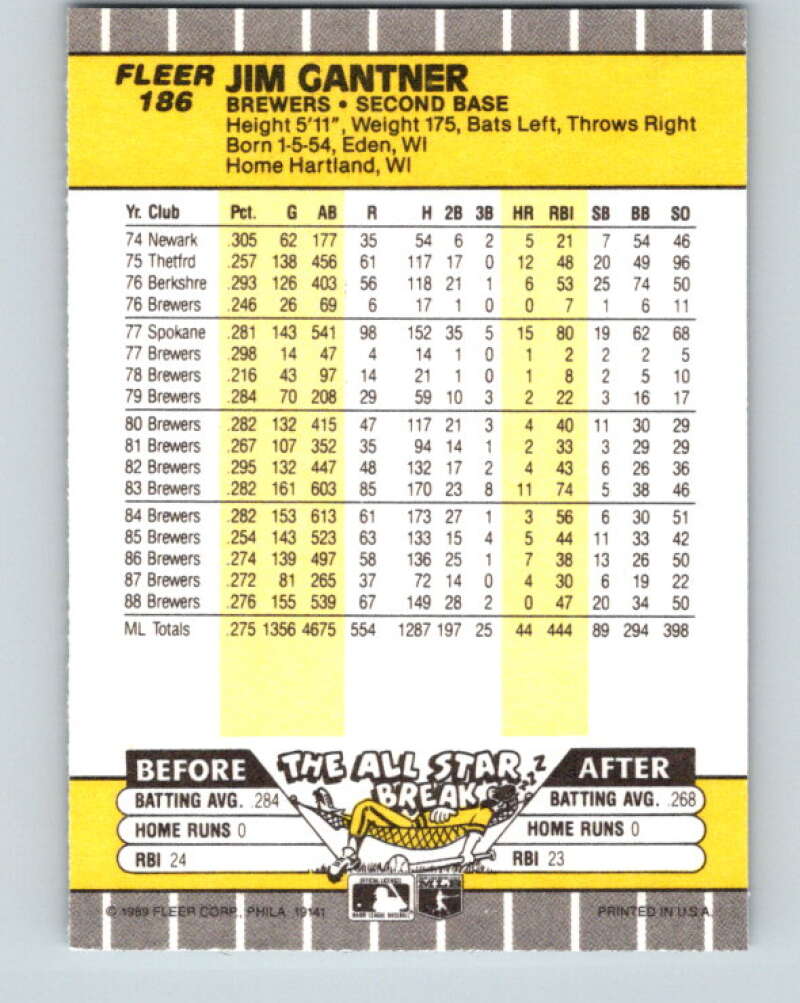 FLEER JIM GANTNER
186 BREWERS • SECOND BASE
Height 5'11", Weight 175, Bats Left, Throws Right
Born 1-5-54, Eden, WI
Home Hartland, WI
Yr. Club Pct. G AB R H 2B 3B HR RBI SB BB SO
74 Newark .305 62 177 35 54 6 2 5 21 7 54 46
75 Thetfrd .257 138 456 61 117 17 0 12 48 20 49 96
76 Berkshre .293 126 403 56 118 21 1 6 53 25 74 50
76 Brewers .246 26 69 6 17 1 0 0 7 1 6 11
77 Spokane .281 143 541 98 152 35 5 15 80 19 62 68
77 Brewers .298 14 47 4 14 1 0 1 2 2 2 5
78 Brewers .216 43 97 14 21 1 0 1 8 2 5 10
79 Brewers .284 70 208 29 59 10 3 2 22 3 16 17
80 Brewers .282 132 415 47 117 21 3 4 40 11 30 29
81 Brewers .267 107 352 35 94 14 1 2 33 3 29 29
82 Brewers .295 132 447 48 132 17 2 4 43 6 26 36
83 Brewers .282 161 603 85 170 23 8 11 74 5 38 46
84 Brewers .282 153 613 61 173 27 1 3 56 6 30 51
85 Brewers .254 143 523 63 133 15 4 5 44 11 33 42
86 Brewers .274 139 497 58 136 25 1 7 38 13 26 50
87 Brewers .272 81 265 37 72 14 0 4 30 6 19 22
88 Brewers .276 155 539 67 149 28 2 0 47 20 34 50
ML Totals .275 1356 4675 554 1287 197 25 44 444 89 294 398
BEFORE THE ALL STAR BREAK ZZZ AFTER
BATTING AVG. .284 BATTING AVG. .268
HOME RUNS 0 HOME RUNS 0
RBI 24 RBI 23
OFFICIAL LICENSEE
MAJOR LEAGUE BASEBALL
MLB
© 1989 FLEER CORP., PHILA. 19141 PRINTED IN U.S.A.